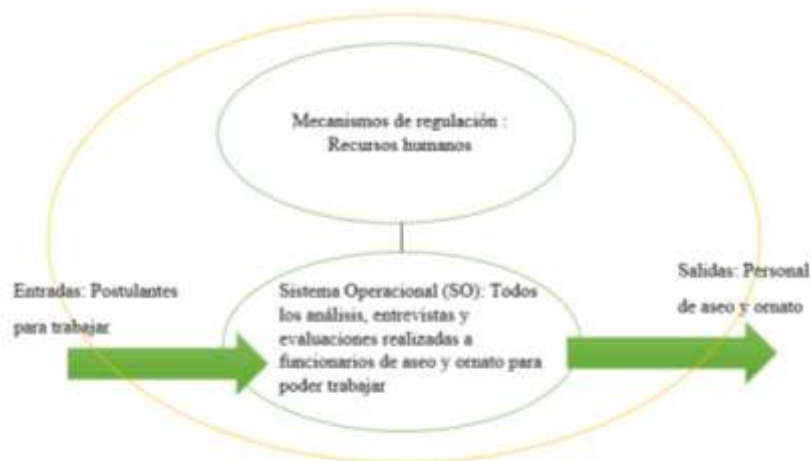 Mecanismos de regulación :
Recursos humanos
Entradas: Postulantes
para trabajar
Sistema Operacional (SO): Todos
los análisis, entrevistas y
evaluaciones realizadas a
funcionarios de aseo y ornato para
poder trabajar
Salidas: Personal
de aseo y ornato